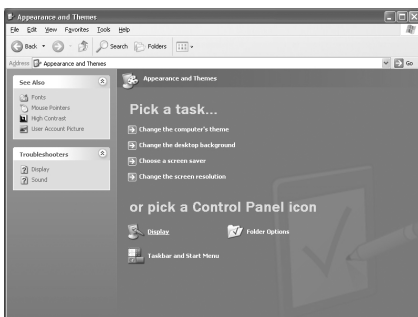 Appearance and Themes
File Edit View Favorites Tools Help
Back Search Folders
Address Appearance and Themes Go
See Also
Fonts
Mouse Pointers
High Contrast
User Account Picture
Troubleshooters
Display
Sound
Appearance and Themes
Pick a task...
Change the computer's theme
Change the desktop background
Choose a screen saver
Change the screen resolution
or pick a Control Panel icon
Display Folder Options
Taskbar and Start Menu